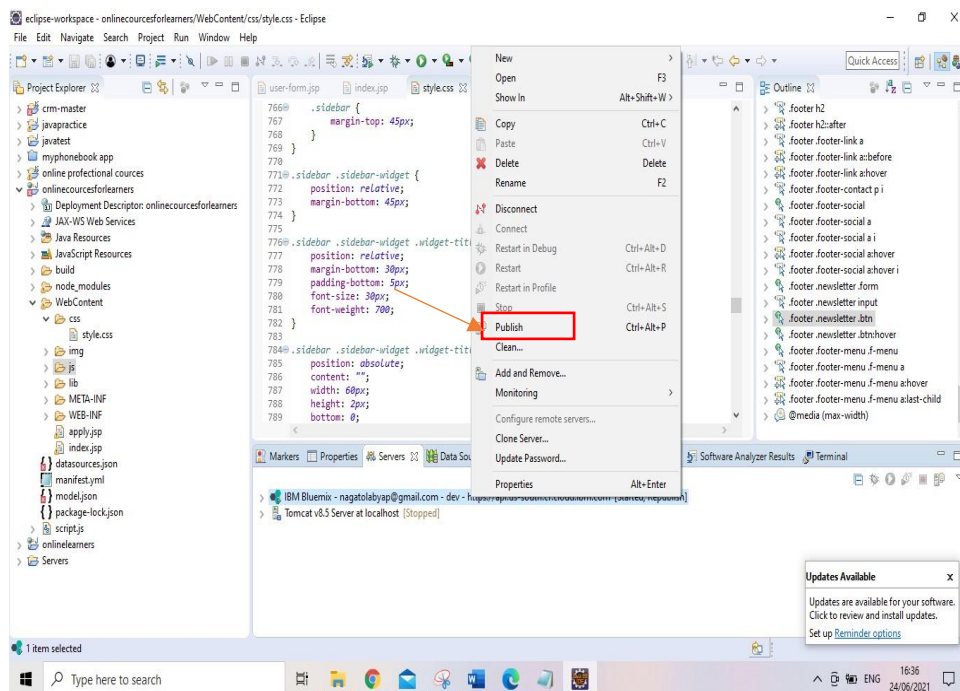 eclipse-workspace - onlinecourcesforlearners/WebContent/css/style.css - Eclipse
File Edit Navigate Search Project Run Window Help
Quick Access
Project Explorer
crm-master
javapractice
javatest
myphonebook app
online profectional cources
onlinecourcesforlearners
Deployment Descriptor: onlinecourcesforlearners
JAX-WS Web Services
Java Resources
JavaScript Resources
build
node_modules
WebContent
css
style.css
img
js
lib
META-INF
WEB-INF
apply.jsp
index.jsp
datasources.json
manifest.yml
model.json
package-lock.json
script.js
onlinelearners
Servers
user-form.jsp index.jsp style.css
766 .sidebar {
767 margin-top: 45px;
768 }
769 }
770
771 .sidebar .sidebar-widget {
772 position: relative;
773 margin-bottom: 45px;
774 }
775
776 .sidebar .sidebar-widget .widget-tit
777 position: relative;
778 margin-bottom: 30px;
779 padding-bottom: 5px;
780 font-size: 30px;
781 font-weight: 700;
782 }
783
784 .sidebar .sidebar-widget .widget-tit
785 position: absolute;
786 content: "";
787 width: 60px;
788 height: 2px;
789 bottom: 0;
New
Open F3
Show In Alt+Shift+W >
Copy Ctrl+C
Paste Ctrl+V
Delete Delete
Rename F2
Disconnect
Connect
Restart in Debug Ctrl+Alt+D
Restart Ctrl+Alt+R
Restart in Profile
Stop Ctrl+Alt+S
Publish Ctrl+Alt+P
Clean...
Add and Remove...
Monitoring
Configure remote servers...
Clone Server...
Update Password...
Properties Alt+Enter
Outline
.footer h2
.footer h2::after
.footer .footer-link a
.footer .footer-link a::before
.footer .footer-link a:hover
.footer .footer-contact p i
.footer .footer-social
.footer .footer-social a
.footer .footer-social a i
.footer .footer-social a:hover
.footer .footer-social a:hover i
.footer .newsletter .form
.footer .newsletter input
.footer .newsletter .btn
.footer .newsletter .btn:hover
.footer .footer-menu .f-menu
.footer .footer-menu .f-menu a
.footer .footer-menu .f-menu a:hover
.footer .footer-menu .f-menu a:last-child
@media (max-width)
Markers Properties Servers Data Sou Software Analyzer Results Terminal
IBM Bluemix - nagatolabyap@gmail.com - dev - https://api.us-south.cf.cloud.ibm.com [Started, Republish]
Tomcat v8.5 Server at localhost [Stopped]
Updates Available x
Updates are available for your software.
Click to review and install updates.
Set up Reminder options
1 item selected
Type here to search
ENG
16:36
24/06/2021